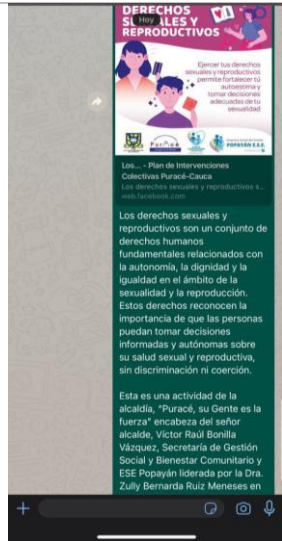 DERECHOS
SEXUALES Y
REPRODUCTIVOS
Hoy
VI
Ejercer tus derechos
sexuales y reproductivos
permite fortalecer tú
autoestima y
tomar decisiones
adecuadas de tu
sexualidad
Puracé
POPAYÁN E.S.E.
Los... - Plan de Intervenciones
Colectivas Puracé-Cauca
Los derechos sexuales y reproductivos s...
web.facebook.com
Los derechos sexuales y
reproductivos son un conjunto de
derechos humanos
fundamentales relacionados con
la autonomía, la dignidad y la
igualdad en el ámbito de la
sexualidad y la reproducción.
Estos derechos reconocen la
importancia de que las personas
puedan tomar decisiones
informadas y autónomas sobre
su salud sexual y reproductiva,
sin discriminación ni coerción.
Esta es una actividad de la
alcaldía, "Puracé, su Gente es la
fuerza" encabeza del señor
alcalde, Víctor Raúl Bonilla
Vázquez, Secretaría de Gestión
Social y Bienestar Comunitario y
ESE Popayán liderada por la Dra.
Zully Bernarda Ruiz Meneses en